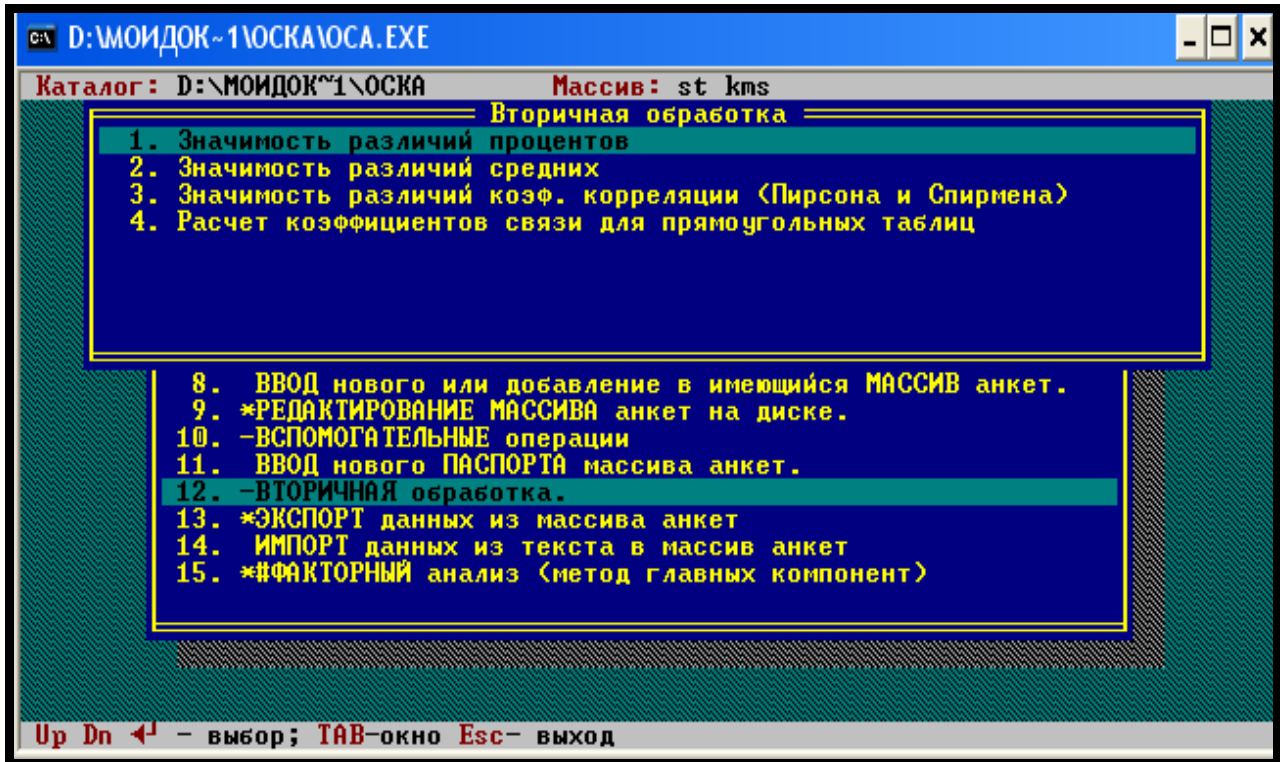 D:\МОИДОК~1\ОСКА\ОСА.EXE
Каталог: D:\МОИДОК~1\ОСКА Массив: st kms
Вторичная обработка
1. Значимость различий процентов
2. Значимость различий средних
3. Значимость различий коэф. корреляции (Пирсона и Спирмена)
4. Расчет коэффициентов связи для прямоугольных таблиц
8. ВВОД нового или добавление в имеющийся МАССИВ анкет.
9. *РЕДАКТИРОВАНИЕ МАССИВА анкет на диске.
10. -ВСПОМОГАТЕЛЬНЫЕ операции
11. ВВОД нового ПАСПОРТА массива анкет.
12. -ВТОРИЧНАЯ обработка.
13. *ЭКСПОРТ данных из массива анкет
14. ИМПОРТ данных из текста в массив анкет
15. *#ФАКТОРНЫЙ анализ (метод главных компонент)
Up Dn ◄┘ - выбор; TAB-окно Esc- выход